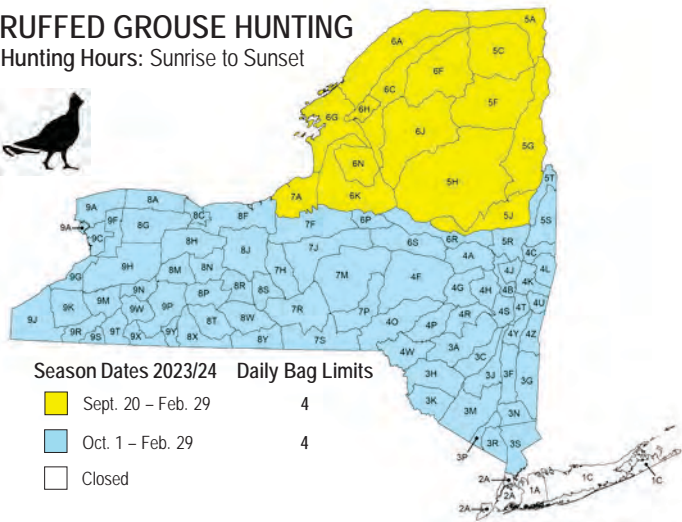 RUFFED GROUSE HUNTING
Hunting Hours: Sunrise to Sunset
5A
6A
5C
6F
6C
5F
6H
6G
6J
5G
6N
5H
5T
7A
6K
5J
9A
8A
8C
8F
7F
6P
5S
9F
8G
9A
9C
8H
8J
7J
6S
6R
5R
4A
4C
9H
8M
8N
7H
7M
4F
4J
4L
9G
9N
8R
8S
4G
4H
4B
4K
9K
9M
9W
9P
8P
7R
7P
4R
4S
4T
4U
9J
9R
9S
9T
9X
9Y
8X
8T
8W
8Y
7S
4O
4P
4Y
4Z
4W
3A
3C
3H
3J
3F
3G
3K
3M
3N
3P
3R
3S
2A
2A
2A
1A
1C
1C
Season Dates 2023/24 Daily Bag Limits
Sept. 20 – Feb. 29 4
Oct. 1 – Feb. 29 4
Closed